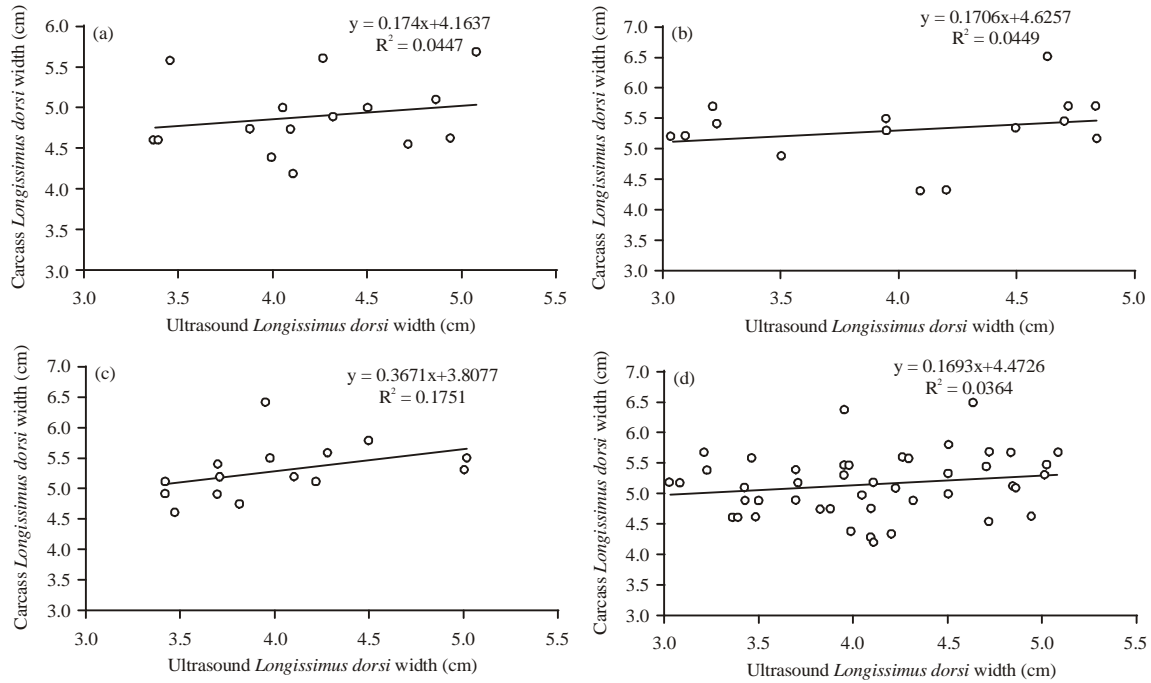 (a)
y = 0.174x+4.1637
R² = 0.0447
Carcass Longissimus dorsi width (cm)
6.0
5.5
5.0
4.5
4.0
3.5
3.0
3.0 3.5 4.0 4.5 5.0 5.5
Ultrasound Longissimus dorsi width (cm)
(b)
y = 0.1706x+4.6257
R² = 0.0449
Carcass Longissimus dorsi width (cm)
7.0
6.5
6.0
5.5
5.0
4.5
4.0
3.5
3.0
3.0 3.5 4.0 4.5 5.0
Ultrasound Longissimus dorsi width (cm)
(c)
y = 0.3671x+3.8077
R² = 0.1751
Carcass Longissimus dorsi width (cm)
7.0
6.5
6.0
5.5
5.0
4.5
4.0
3.5
3.0
3.0 3.5 4.0 4.5 5.0 5.5
Ultrasound Longissimus dorsi width (cm)
(d)
y = 0.1693x+4.4726
R² = 0.0364
Carcass Longissimus dorsi width (cm)
7.0
6.5
6.0
5.5
5.0
4.5
4.0
3.5
3.0
3.0 3.5 4.0 4.5 5.0 5.5
Ultrasound Longissimus dorsi width (cm)